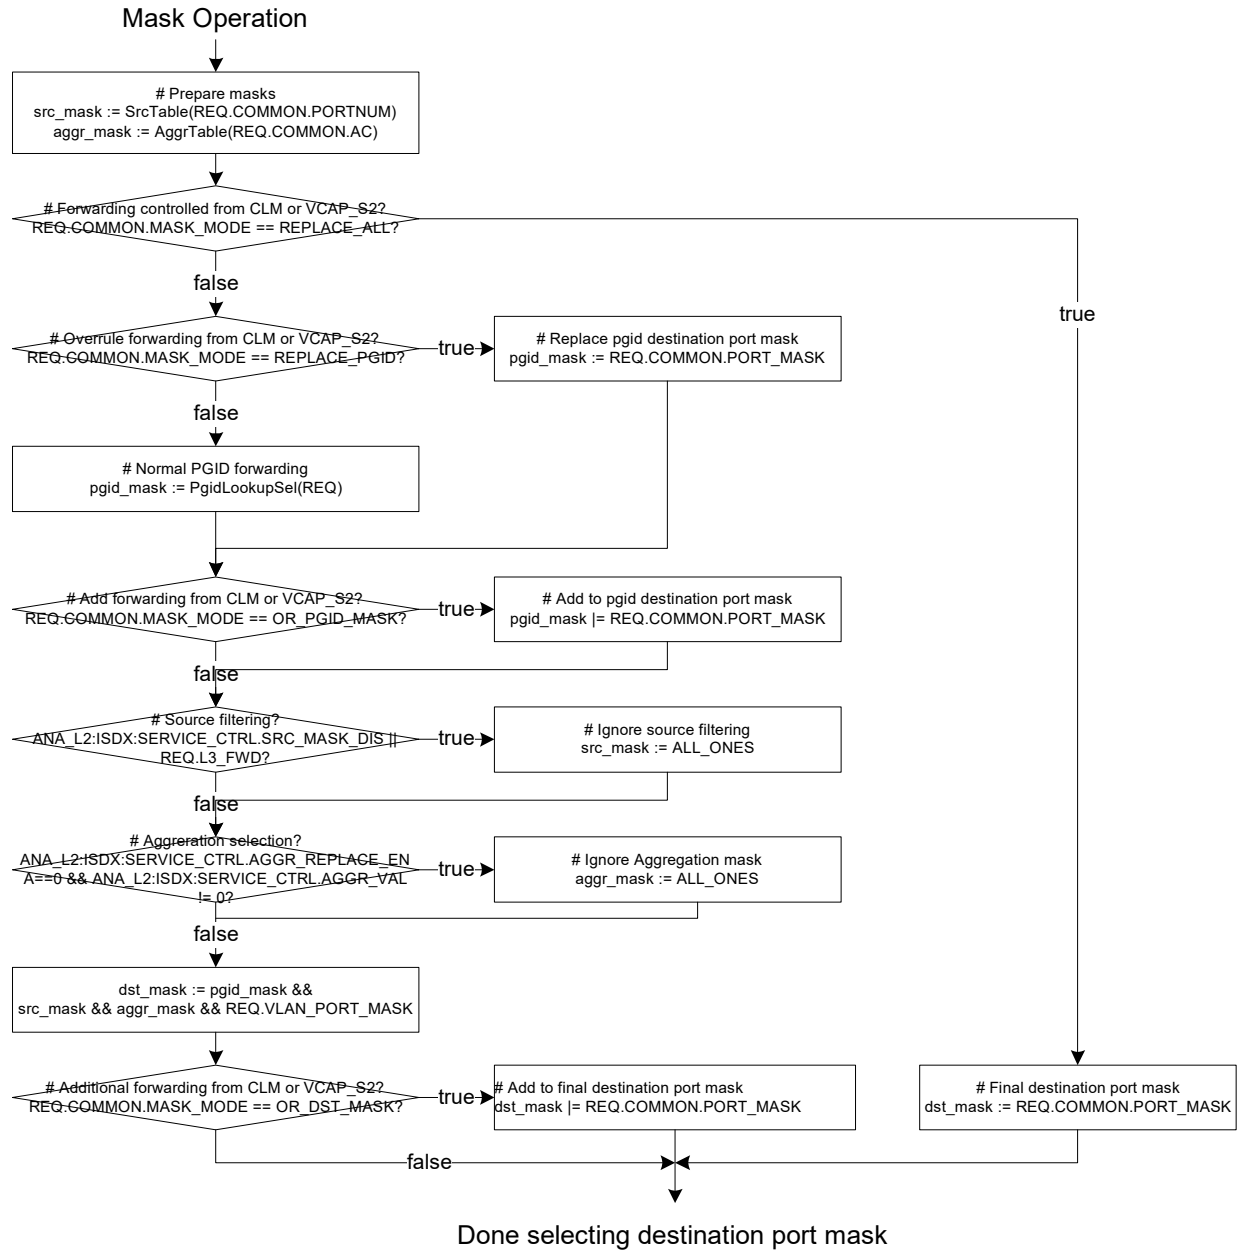 Mask Operation
# Prepare masks
src_mask := SrcTable(REQ.COMMON.PORTNUM)
aggr_mask := AggrTable(REQ.COMMON.AC)
# Forwarding controlled from CLM or VCAP_S2?
REQ.COMMON.MASK_MODE == REPLACE_ALL?
false
true
# Overrule forwarding from CLM or VCAP_S2?
REQ.COMMON.MASK_MODE == REPLACE_PGID?
true
# Replace pgid destination port mask
pgid_mask := REQ.COMMON.PORT_MASK
false
# Normal PGID forwarding
pgid_mask := PgidLookupSel(REQ)
# Add forwarding from CLM or VCAP_S2?
REQ.COMMON.MASK_MODE == OR_PGID_MASK?
true
# Add to pgid destination port mask
pgid_mask |= REQ.COMMON.PORT_MASK
false
# Source filtering?
ANA_L2:ISDX:SERVICE_CTRL.SRC_MASK_DIS ||
REQ.L3_FWD?
true
# Ignore source filtering
src_mask := ALL_ONES
false
# Aggreration selection?
ANA_L2:ISDX:SERVICE_CTRL.AGGR_REPLACE_EN
A==0 && ANA_L2:ISDX:SERVICE_CTRL.AGGR_VAL
!= 0?
true
# Ignore Aggregation mask
aggr_mask := ALL_ONES
false
dst_mask := pgid_mask &&
src_mask && aggr_mask && REQ.VLAN_PORT_MASK
# Additional forwarding from CLM or VCAP_S2?
REQ.COMMON.MASK_MODE == OR_DST_MASK?
true
# Add to final destination port mask
dst_mask |= REQ.COMMON.PORT_MASK
# Final destination port mask
dst_mask := REQ.COMMON.PORT_MASK
false
Done selecting destination port mask